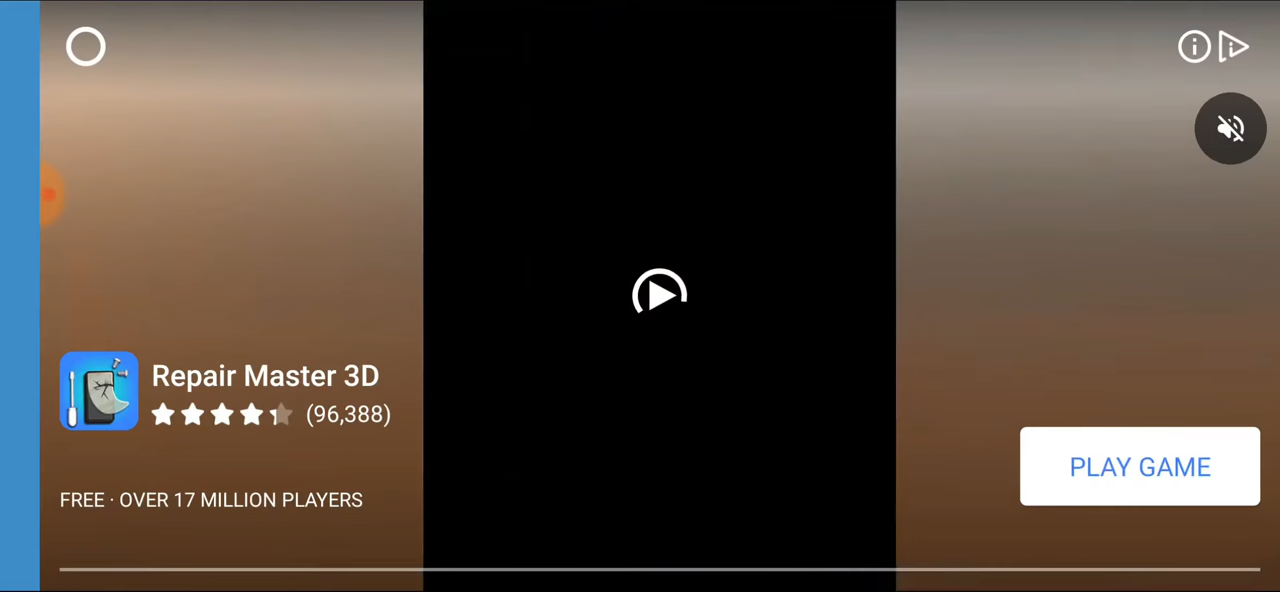 Repair Master 3D
(96,388)
FREE · OVER 17 MILLION PLAYERS
PLAY GAME